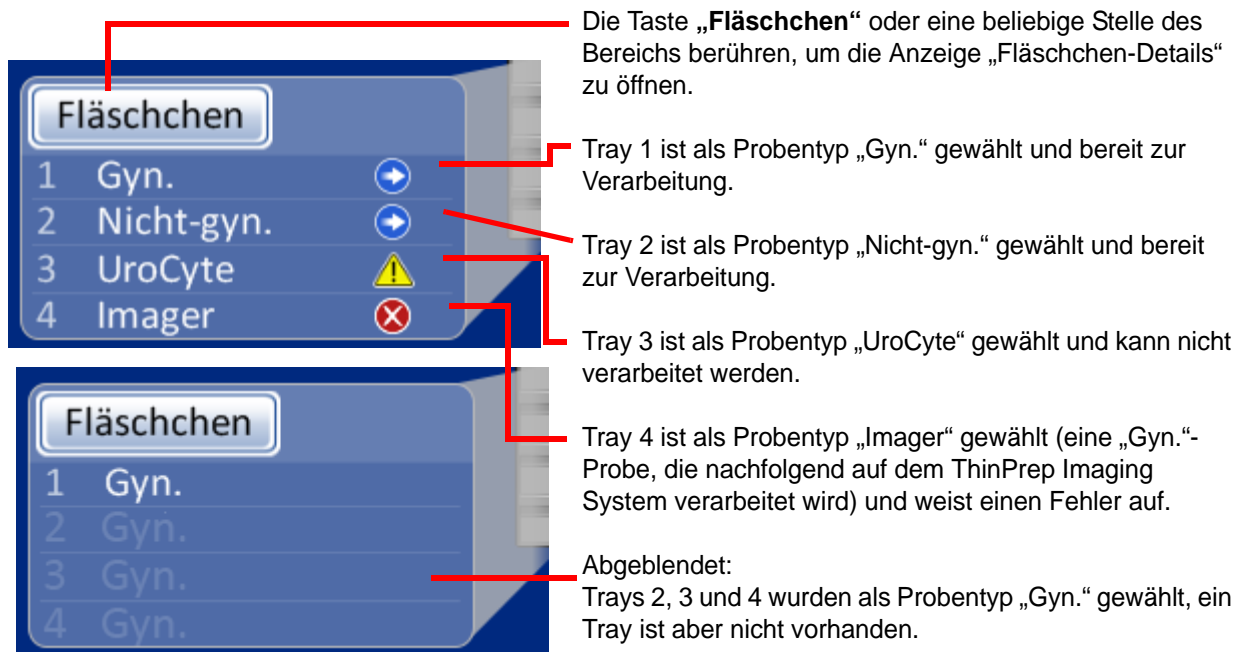 Die Taste „Fläschchen“ oder eine beliebige Stelle des
Bereichs berühren, um die Anzeige „Fläschchen-Details“
zu öffnen.
Fläschchen
1 Gyn.
2 Nicht-gyn.
3 UroCyte
4 Imager
Tray 1 ist als Probentyp „Gyn.“ gewählt und bereit zur
Verarbeitung.
Tray 2 ist als Probentyp „Nicht-gyn.“ gewählt und bereit
zur Verarbeitung.
Tray 3 ist als Probentyp „UroCyte“ gewählt und kann nicht
verarbeitet werden.
Fläschchen
1 Gyn.
2 Gyn.
3 Gyn.
4 Gyn.
Tray 4 ist als Probentyp „Imager“ gewählt (eine „Gyn.“-
Probe, die nachfolgend auf dem ThinPrep Imaging
System verarbeitet wird) und weist einen Fehler auf.
Abgeblendet:
Trays 2, 3 und 4 wurden als Probentyp „Gyn.“ gewählt, ein
Tray ist aber nicht vorhanden.